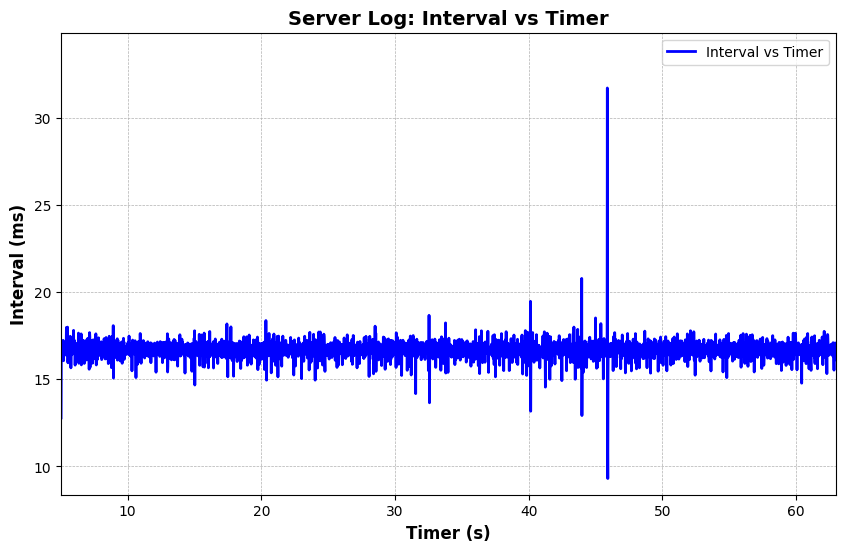 Server Log: Interval vs Timer
Interval vs Timer
30
25
20
15
10
Interval (ms)
10 20 30 40 50 60
Timer (s)